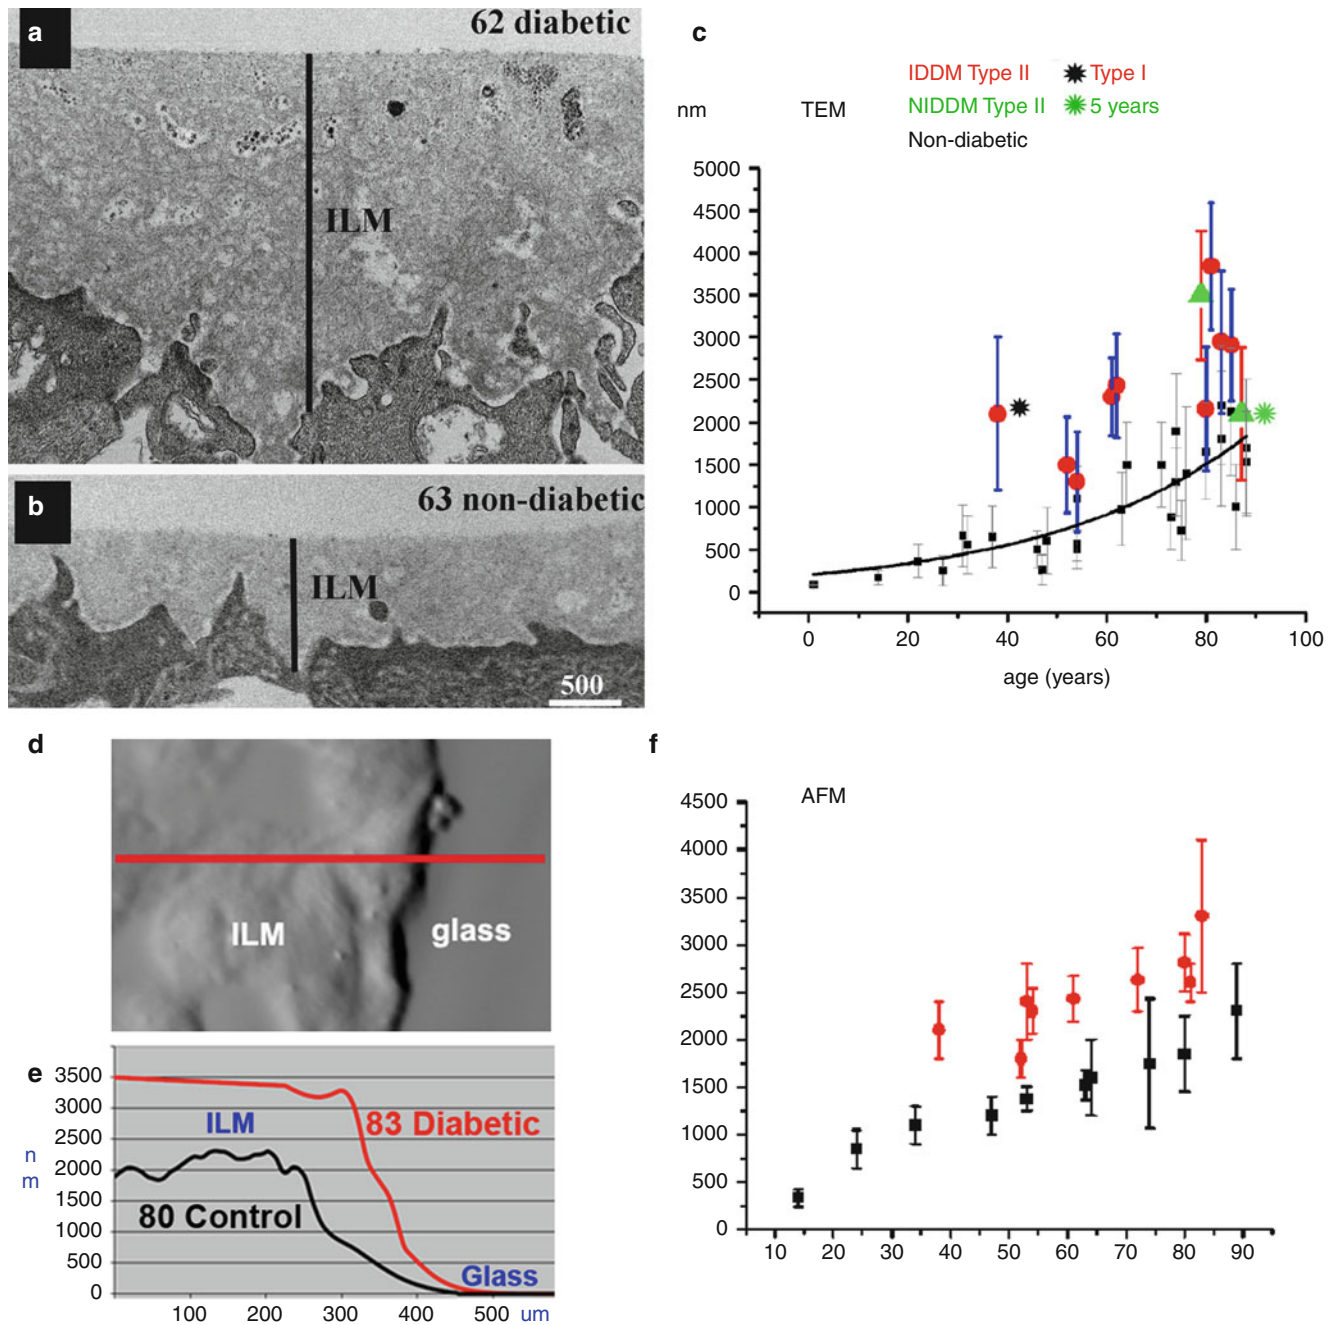 a
62 diabetic
ILM
b
63 non-diabetic
ILM
500
c
IDDM Type II Type I
NIDDM Type II 5 years
Non-diabetic
nm
TEM
5000
4500
4000
3500
3000
2500
2000
1500
1000
500
0
0 20 40 60 80 100
age (years)
d
ILM
glass
e
3500
3000
2500
2000
1500
1000
500
0
n
m
ILM
83 Diabetic
80 Control
Glass
100 200 300 400 500 um
f
AFM
4500
4000
3500
3000
2500
2000
1500
1000
500
0
10 20 30 40 50 60 70 80 90